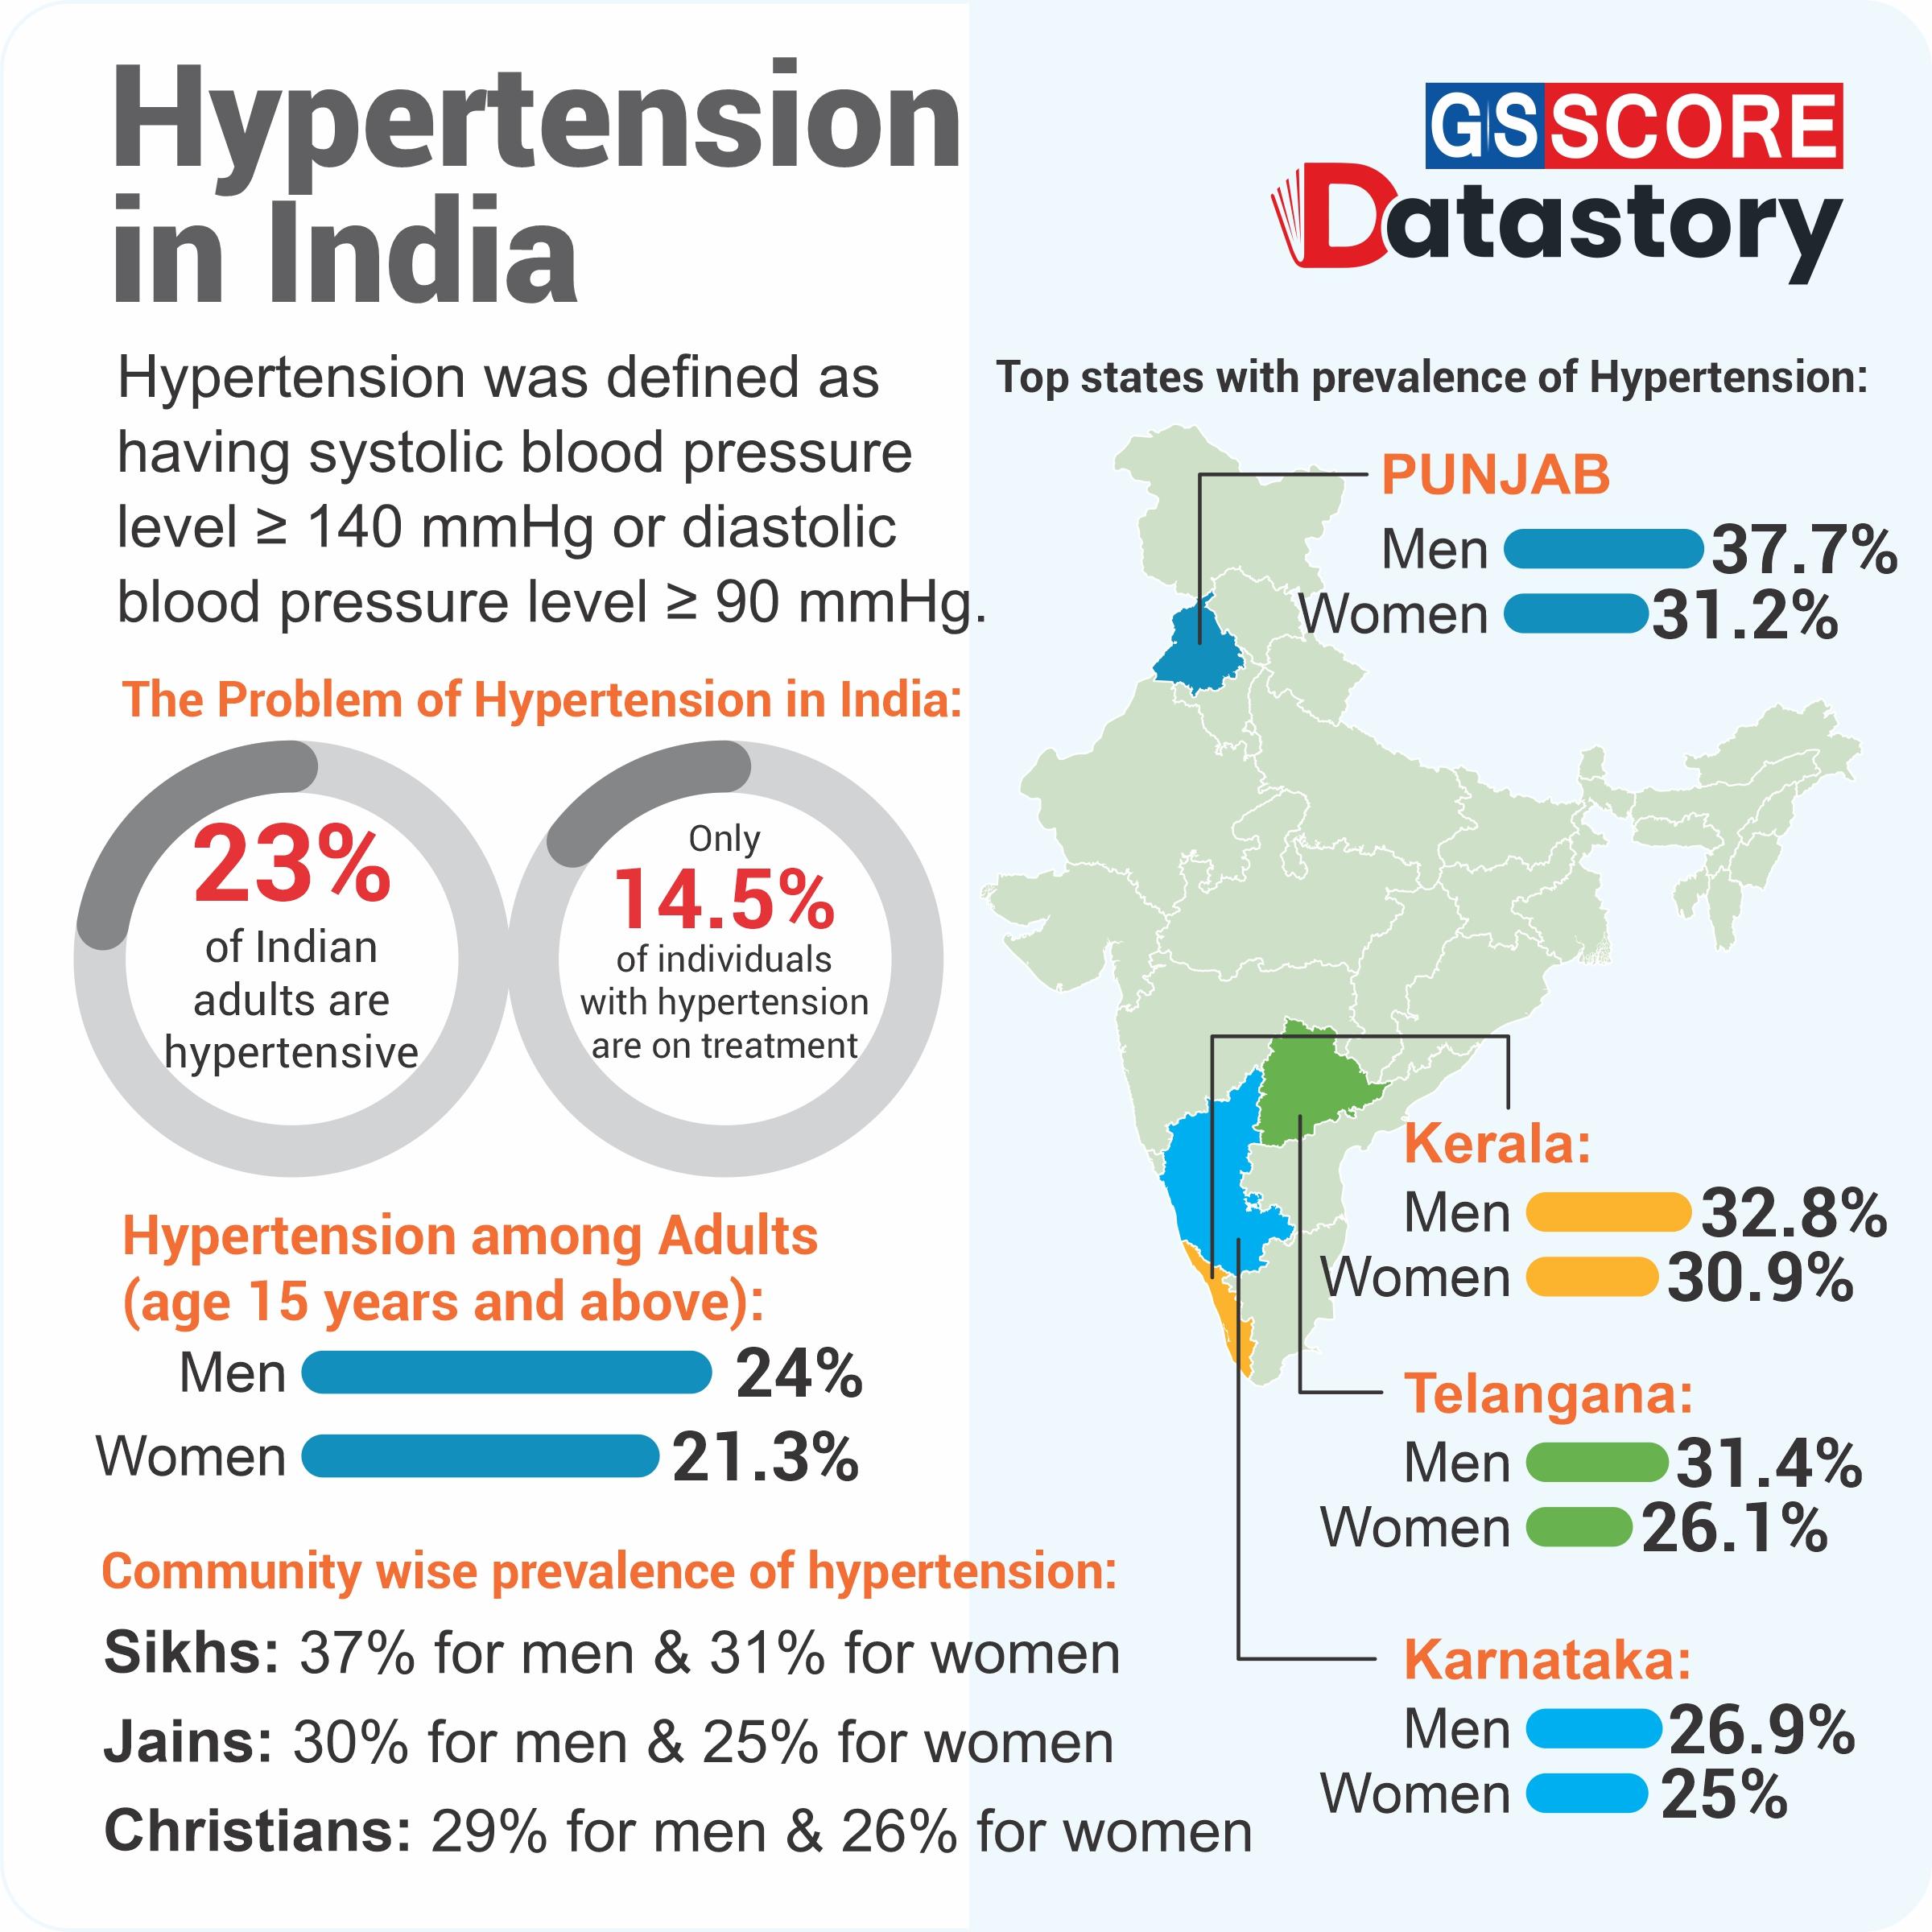 Hypertension
in India
Hypertension was defined as
having systolic blood pressure
level ≥ 140 mmHg or diastolic
blood pressure level ≥ 90 mmHg.
The Problem of Hypertension in India:
23%
of Indian
adults are
hypertensive
Only
14.5%
of individuals
with hypertension
are on treatment
Hypertension among Adults
(age 15 years and above):
Men 24%
Women 21.3%
Community wise prevalence of hypertension:
Sikhs: 37% for men & 31% for women
Jains: 30% for men & 25% for women
Christians: 29% for men & 26% for women
GSSCORE
Datastory
Top states with prevalence of Hypertension:
PUNJAB
Men 37.7%
Women 31.2%
Kerala:
Men 32.8%
Women 30.9%
Telangana:
Men 31.4%
Women 26.1%
Karnataka:
Men 26.9%
Women 25%